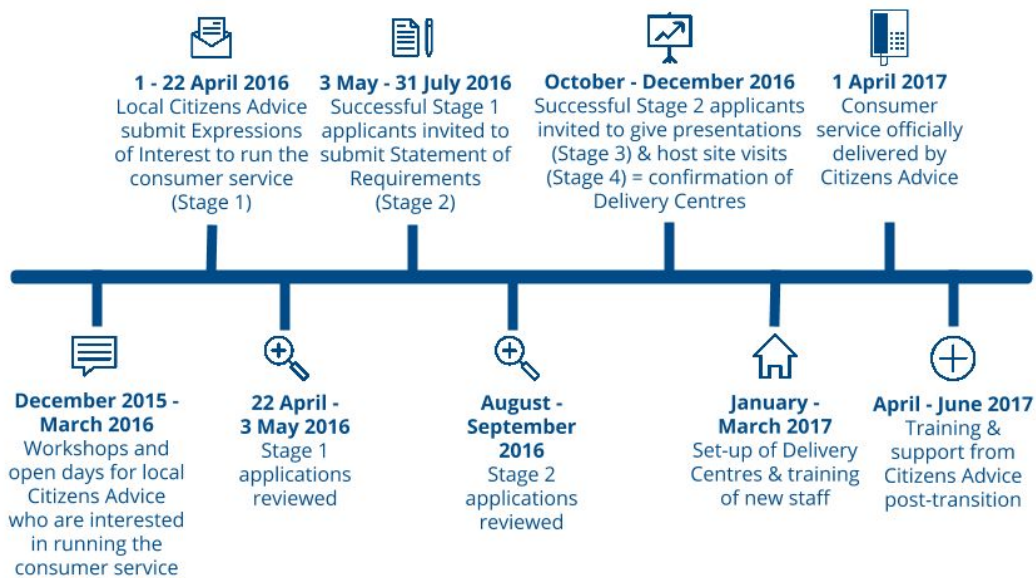 1 - 22 April 2016
Local Citizens Advice
submit Expressions
of Interest to run the
consumer service
(Stage 1)
3 May - 31 July 2016
Successful Stage 1
applicants invited to
submit Statement of
Requirements
(Stage 2)
October - December 2016
Successful Stage 2 applicants
invited to give presentations
(Stage 3) & host site visits
(Stage 4) = confirmation of
Delivery Centres
1 April 2017
Consumer
service officially
delivered by
Citizens Advice
December 2015 -
March 2016
Workshops and
open days for local
Citizens Advice
who are interested
in running the
consumer service
22 April -
3 May 2016
Stage 1
applications
reviewed
August -
September
2016
Stage 2
applications
reviewed
January -
March 2017
Set-up of Delivery
Centres & training
of new staff
April - June 2017
Training &
support from
Citizens Advice
post-transition